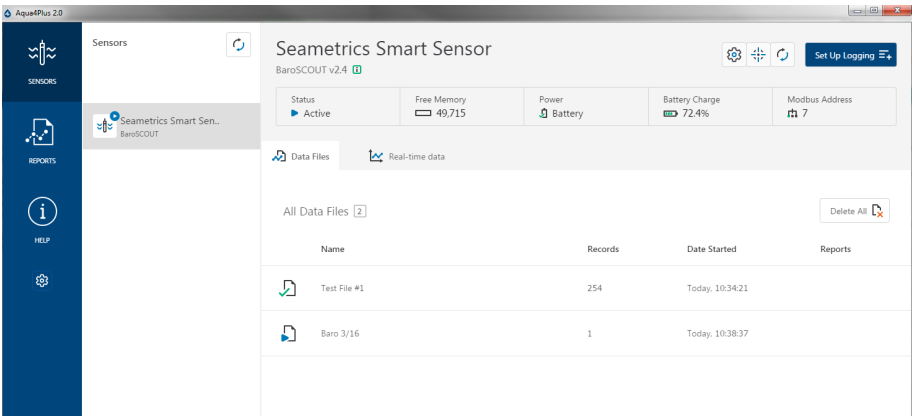 Aqua4Plus 2.0
SENSORS
REPORTS
HELP
Sensors
Seametrics Smart Sen..
BaroSCOUT
Seametrics Smart Sensor
BaroSCOUT v2.4
Set Up Logging
Status Free Memory Power Battery Charge Modbus Address
Active 49,715 Battery 72.4% 7
Data Files Real-time data
All Data Files 2
Delete All
Name Records Date Started Reports
Test File #1 254 Today, 10:34:21
Baro 3/16 1 Today, 10:38:37